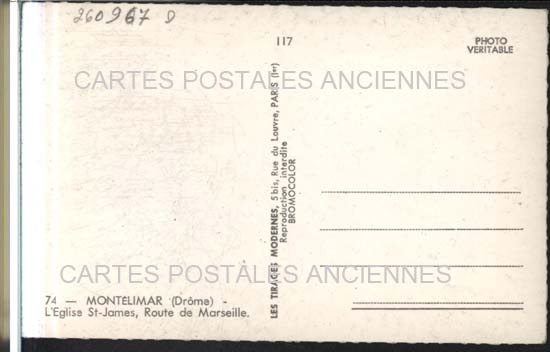 260967 D
117
PHOTO
VERITABLE
CARTES POSTALES ANCIENNES
LES TIRAGES MODERNES, 5 bis, Rue du Louvre, PARIS (Ier)
Reproduction interdite
BROMOCOLOR
CARTES POSTALES ANCIENNES
74 — MONTELIMAR (Drôme) -
L'Eglise St-James, Route de Marseille.